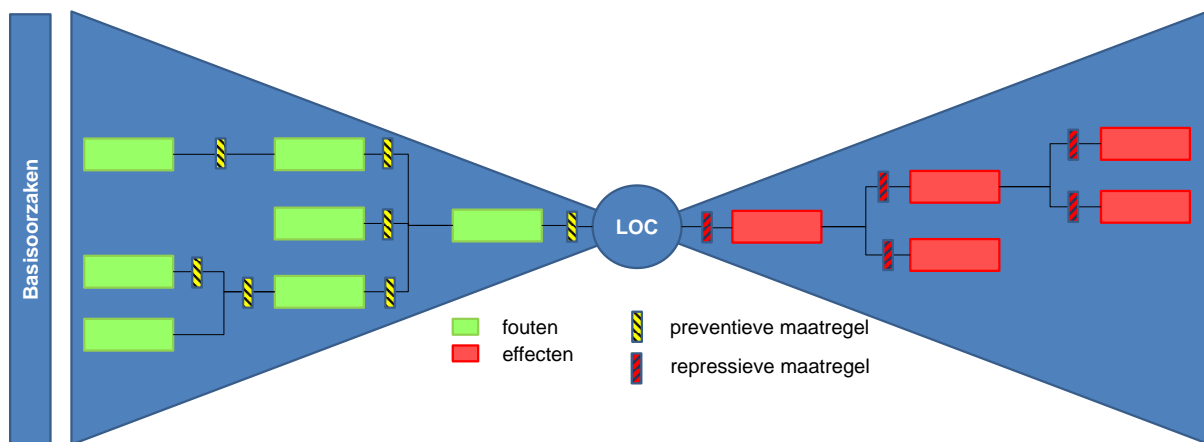 Basisoorzaken
LOC
fouten
effecten
preventieve maatregel
repressieve maatregel